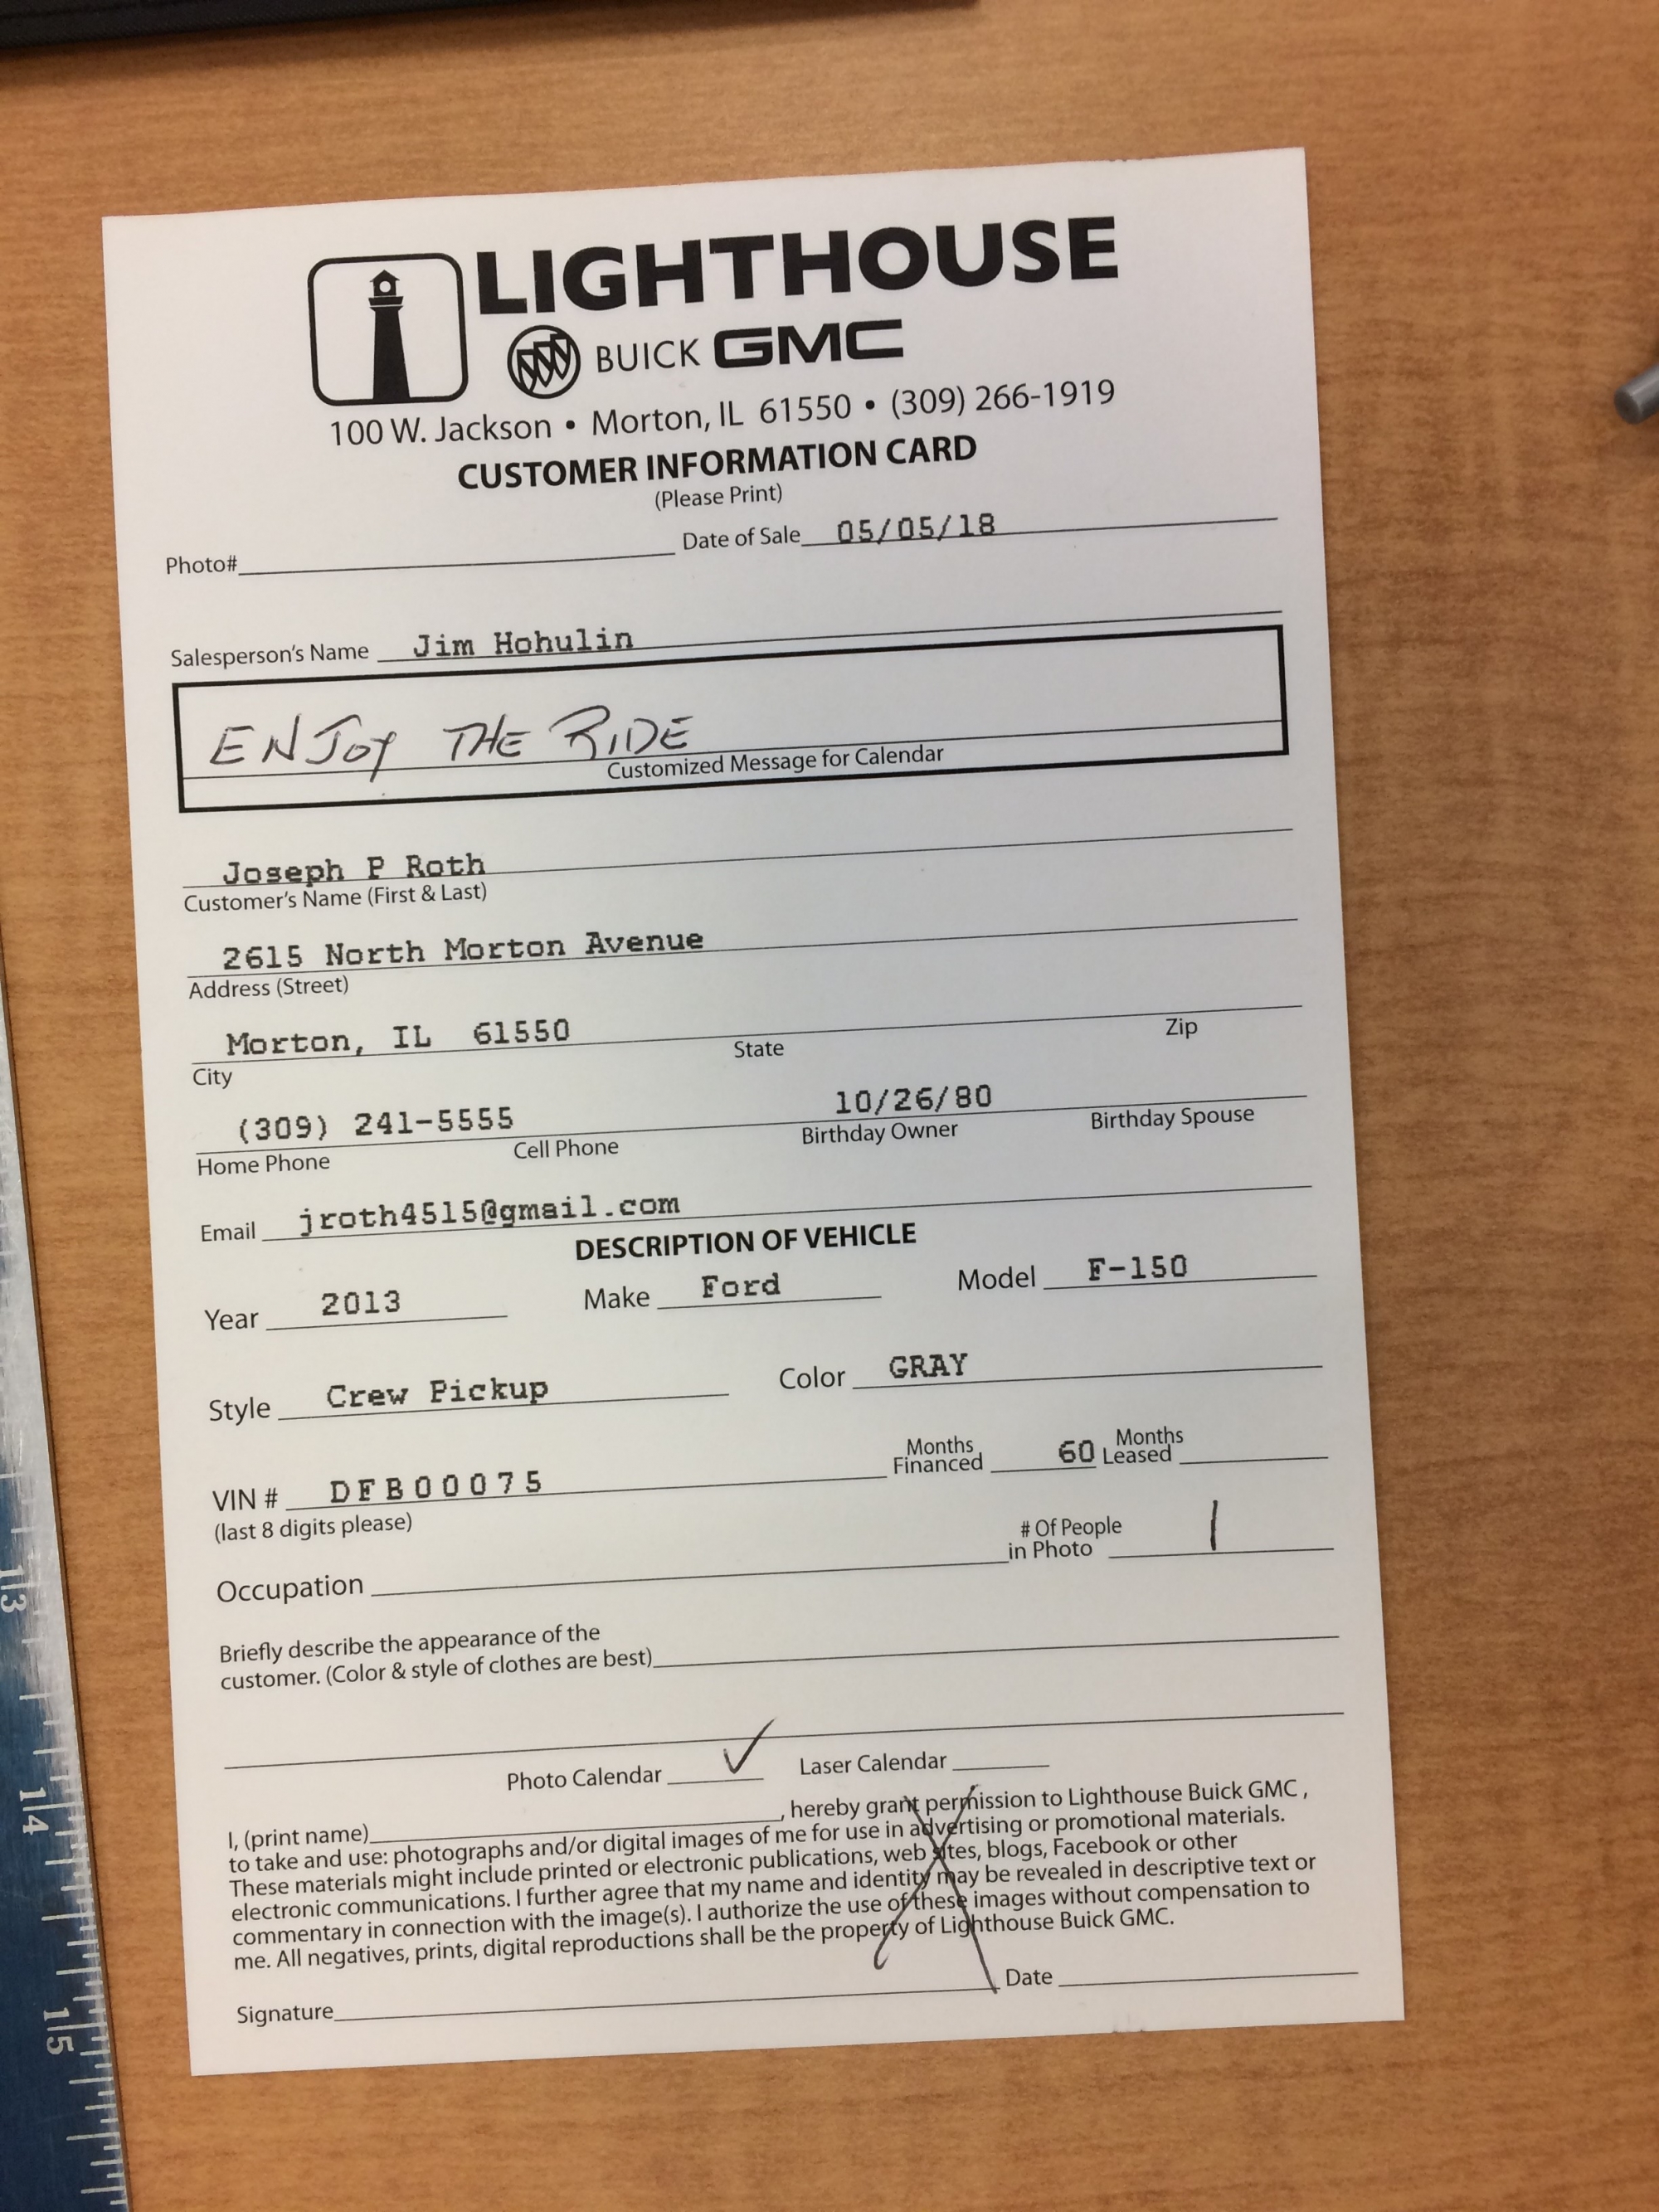 LIGHTHOUSE
BUICK GMC
100 W. Jackson • Morton, IL 61550 • (309) 266-1919
CUSTOMER INFORMATION CARD
(Please Print)
Photo# Date of Sale 05/05/18
Salesperson's Name Jim Hohulin
ENJOY THE RIDE
Customized Message for Calendar
Joseph P Roth
Customer's Name (First & Last)
2615 North Morton Avenue
Address (Street)
Morton, IL 61550
City State Zip
(309) 241-5555 10/26/80
Home Phone Cell Phone Birthday Owner Birthday Spouse
Email jroth4515@gmail.com
DESCRIPTION OF VEHICLE
Year 2013 Make Ford Model F-150
Style Crew Pickup Color GRAY
VIN # DFB00075 Months Financed 60 Months Leased
(last 8 digits please)
Occupation # Of People in Photo 1
Briefly describe the appearance of the
customer. (Color & style of clothes are best)
Photo Calendar ✓ Laser Calendar
I, (print name) , hereby grant permission to Lighthouse Buick GMC ,
to take and use: photographs and/or digital images of me for use in advertising or promotional materials.
These materials might include printed or electronic publications, web sites, blogs, Facebook or other
electronic communications. I further agree that my name and identity may be revealed in descriptive text or
commentary in connection with the image(s). I authorize the use of these images without compensation to
me. All negatives, prints, digital reproductions shall be the property of Lighthouse Buick GMC.
X
Signature Date
13
14
15